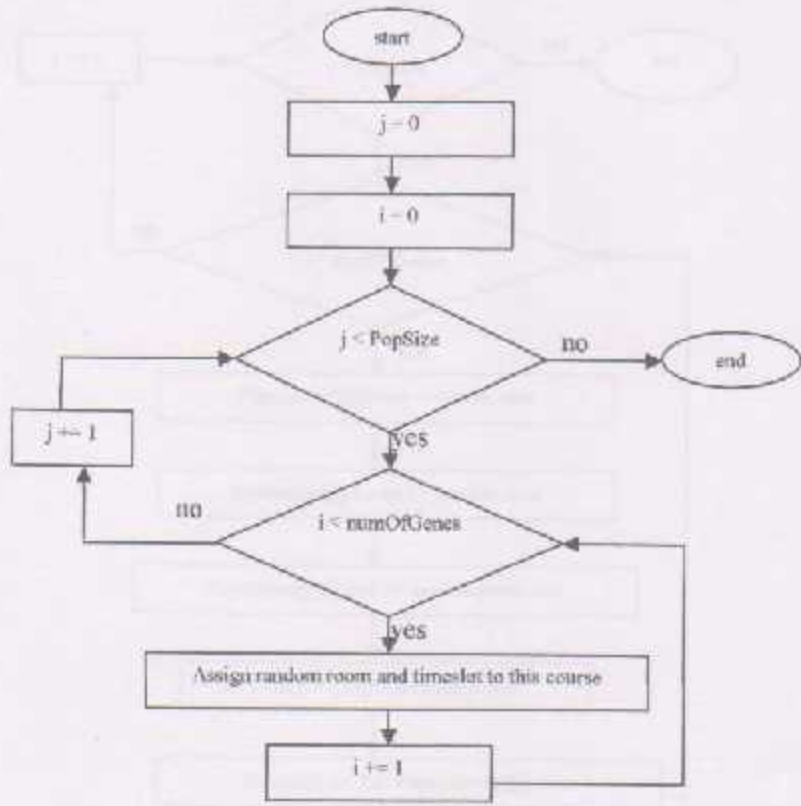 start
j = 0
i = 0
j < PopSize
no
end
j += 1
yes
no
i < numOfGenes
yes
Assign random room and timeslot to this course
i += 1